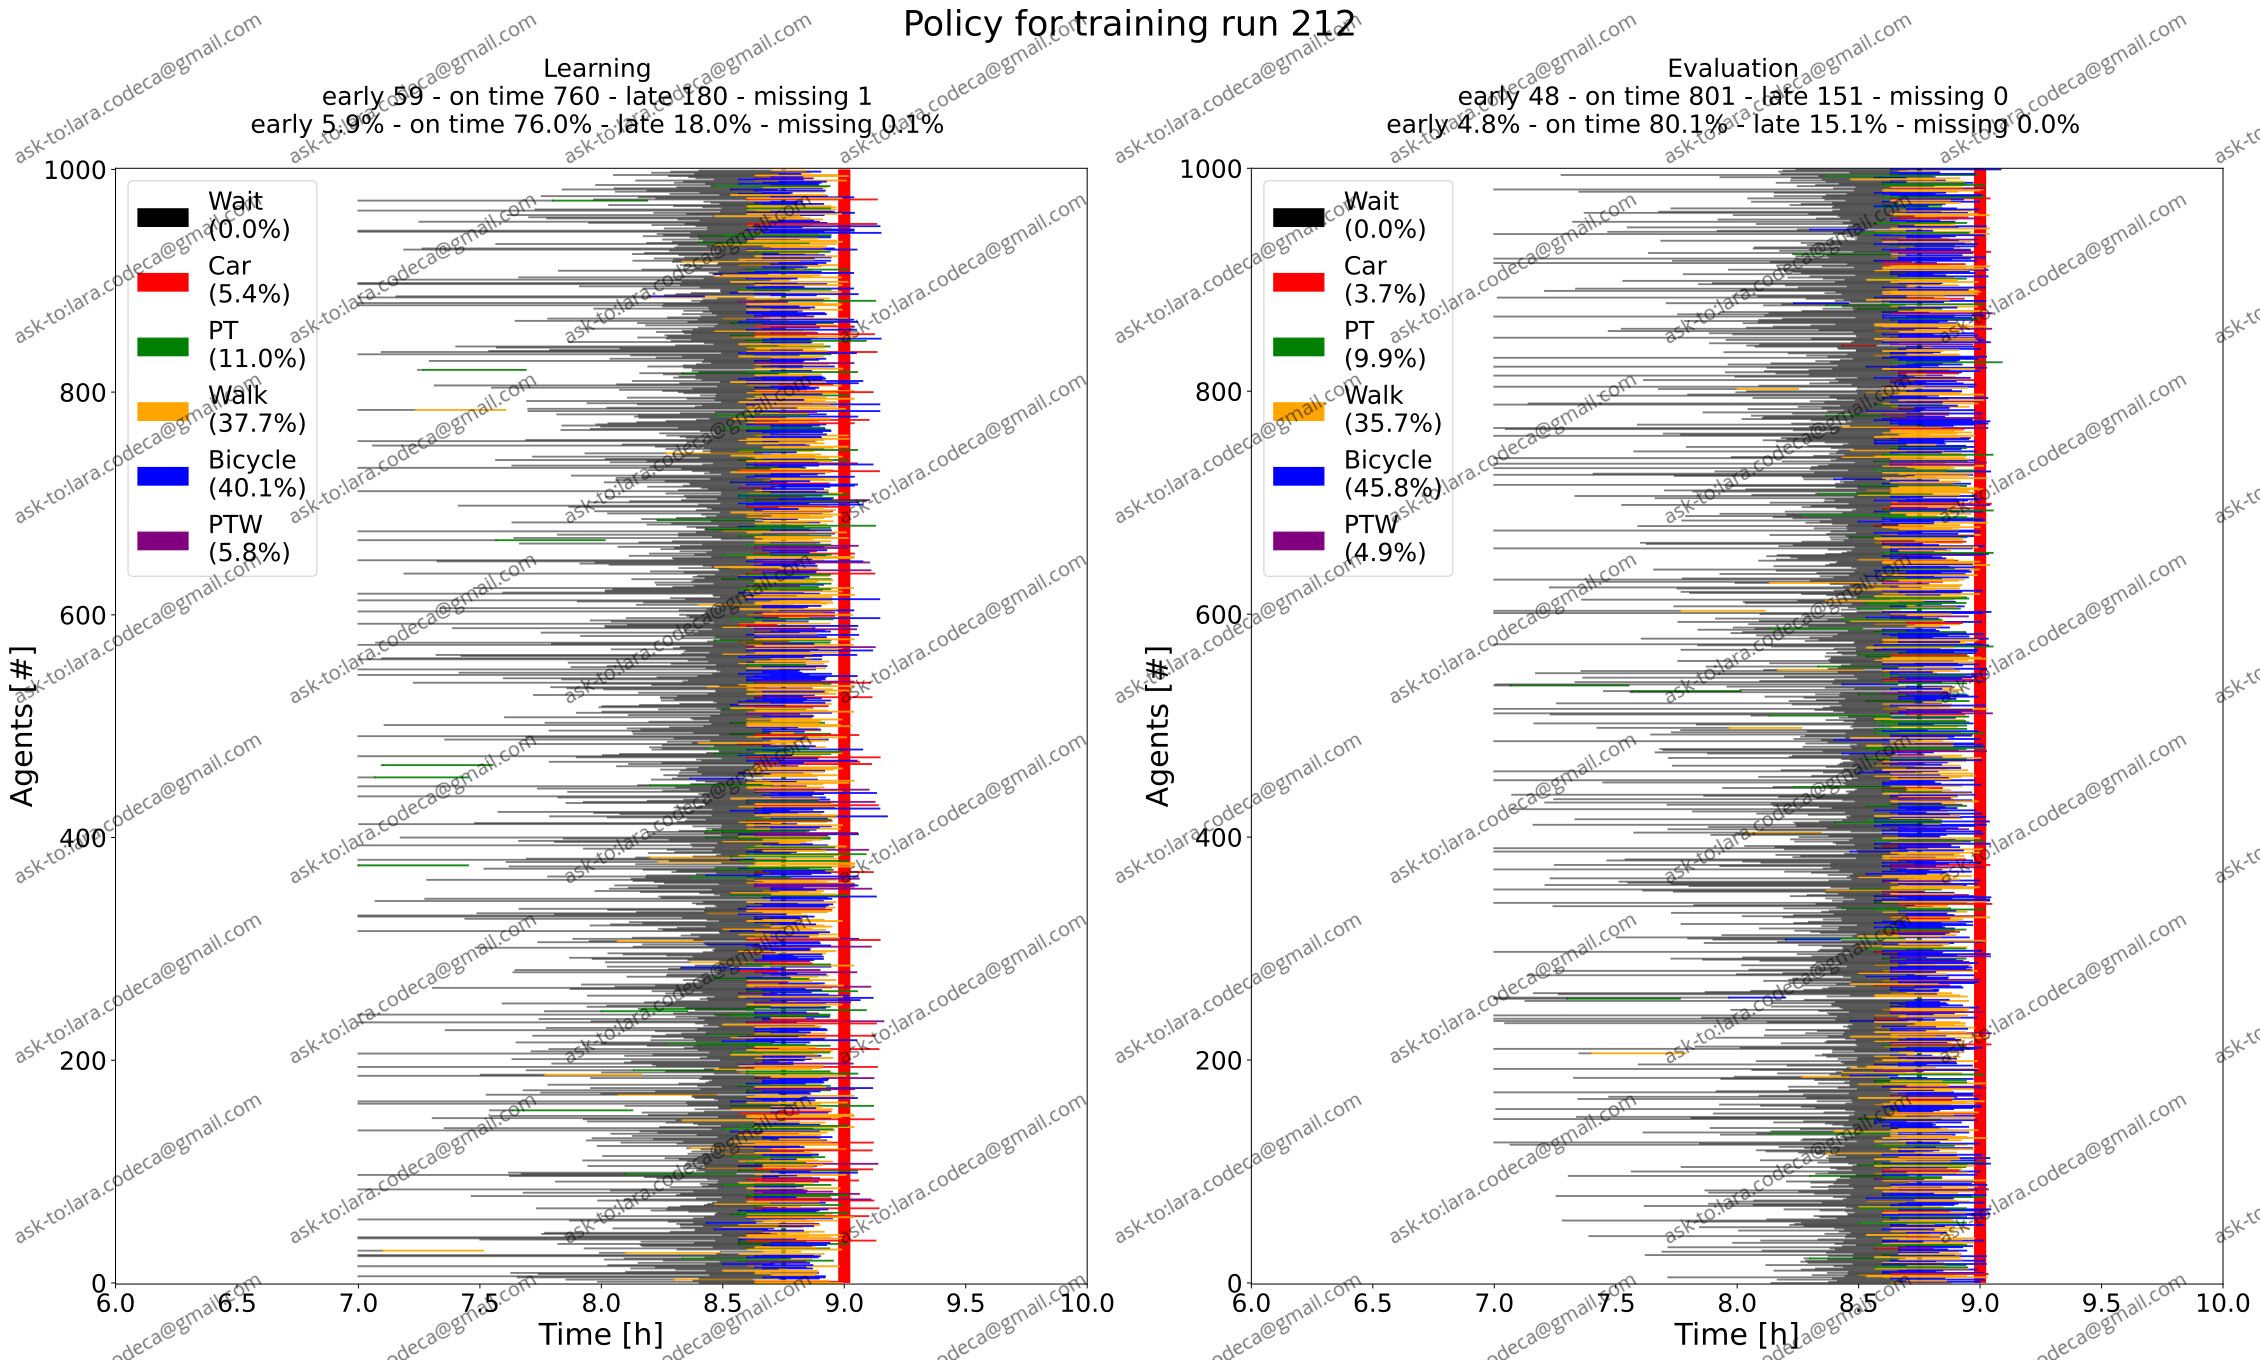 Policy for training run 212
Learning
early 59 - on time 760 - late 180 - missing 1
early 5.9% - on time 76.0% - late 18.0% - missing 0.1%
Agents [#]
1000
800
600
400
200
0
Wait
(0.0%)
Car
(5.4%)
PT
(11.0%)
Walk
(37.7%)
Bicycle
(40.1%)
PTW
(5.8%)
6.0 6.5 7.0 7.5 8.0 8.5 9.0 9.5 10.0
Time [h]
Evaluation
early 48 - on time 801 - late 151 - missing 0
early 4.8% - on time 80.1% - late 15.1% - missing 0.0%
Agents [#]
1000
800
600
400
200
0
Wait
(0.0%)
Car
(3.7%)
PT
(9.9%)
Walk
(35.7%)
Bicycle
(45.8%)
PTW
(4.9%)
6.0 6.5 7.0 7.5 8.0 8.5 9.0 9.5 10.0
Time [h]
ask-to:lara.codeca@gmail.com